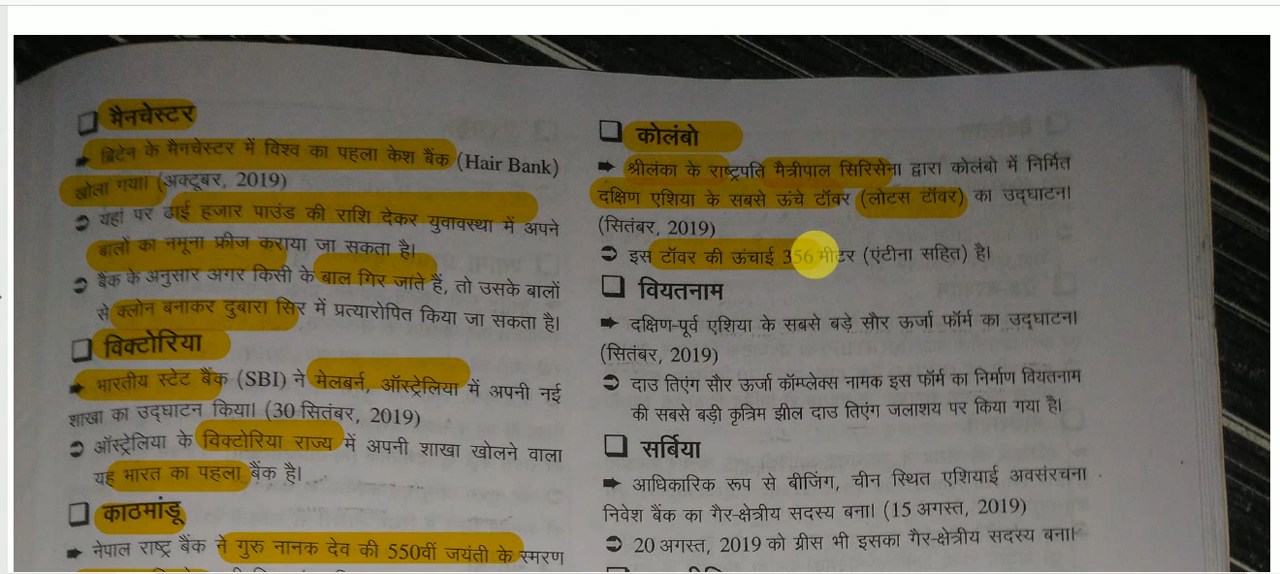 ❑ मैनचेस्टर
➡ ब्रिटेन के मैनचेस्टर में विश्व का पहला केश बैंक (Hair Bank)
खोला गया। (अक्टूबर, 2019)
➲ यहां पर ढाई हजार पाउंड की राशि देकर युवावस्था में अपने
बालों का नमूना फ्रीज कराया जा सकता है।
➲ बैंक के अनुसार अगर किसी के बाल गिर जाते हैं, तो उसके बालों
से क्लोन बनाकर दुबारा सिर में प्रत्यारोपित किया जा सकता है।
❑ विक्टोरिया
➡ भारतीय स्टेट बैंक (SBI) ने मेलबर्न, ऑस्ट्रेलिया में अपनी नई
शाखा का उद्घाटन किया। (30 सितंबर, 2019)
➲ ऑस्ट्रेलिया के विक्टोरिया राज्य में अपनी शाखा खोलने वाला
यह भारत का पहला बैंक है।
❑ काठमांडू
➡ नेपाल राष्ट्र बैंक ने गुरु नानक देव की 550वीं जयंती के स्मरण
❑ कोलंबो
➡ श्रीलंका के राष्ट्रपति मैत्रीपाल सिरिसेना द्वारा कोलंबो में निर्मित
दक्षिण एशिया के सबसे ऊंचे टॉवर (लोटस टॉवर) का उद्घाटन।
(सितंबर, 2019)
➲ इस टॉवर की ऊंचाई 356 मीटर (एंटीना सहित) है।
❑ वियतनाम
➡ दक्षिण-पूर्व एशिया के सबसे बड़े सौर ऊर्जा फॉर्म का उद्घाटन।
(सितंबर, 2019)
➲ दाउ तिएंग सौर ऊर्जा कॉम्प्लेक्स नामक इस फॉर्म का निर्माण वियतनाम
की सबसे बड़ी कृत्रिम झील दाउ तिएंग जलाशय पर किया गया है।
❑ सर्बिया
➡ आधिकारिक रूप से बीजिंग, चीन स्थित एशियाई अवसंरचना
निवेश बैंक का गैर-क्षेत्रीय सदस्य बना। (15 अगस्त, 2019)
➲ 20 अगस्त, 2019 को ग्रीस भी इसका गैर-क्षेत्रीय सदस्य बना।